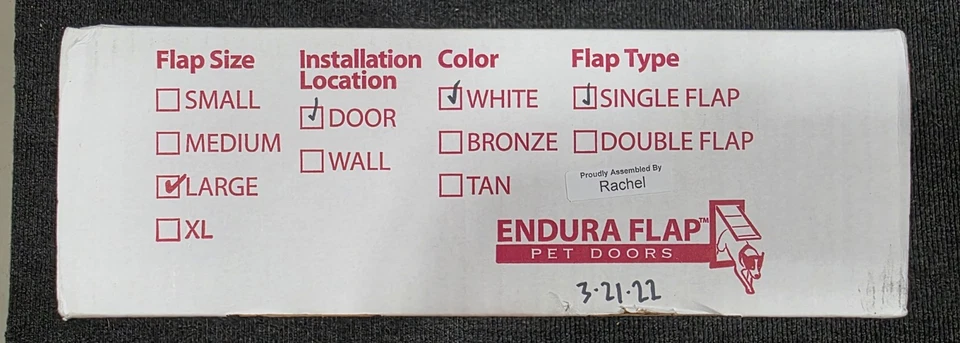 Flap Size
SMALL
MEDIUM
LARGE
XL
Installation
Location
DOOR
WALL
Color
WHITE
BRONZE
TAN
Flap Type
SINGLE FLAP
DOUBLE FLAP
Proudly Assembled By
Rachel
ENDURA FLAP™
PET DOORS
3-21-22